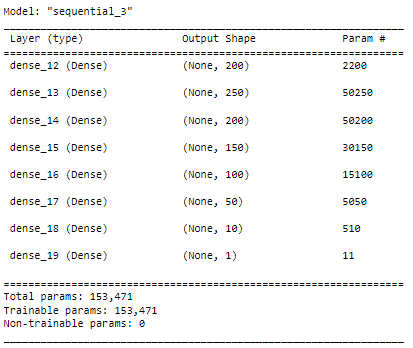 Model: "sequential_3"
Layer (type) Output Shape Param #
dense_12 (Dense) (None, 200) 2200
dense_13 (Dense) (None, 250) 50250
dense_14 (Dense) (None, 200) 50200
dense_15 (Dense) (None, 150) 30150
dense_16 (Dense) (None, 100) 15100
dense_17 (Dense) (None, 50) 5050
dense_18 (Dense) (None, 10) 510
dense_19 (Dense) (None, 1) 11
Total params: 153,471
Trainable params: 153,471
Non-trainable params: 0